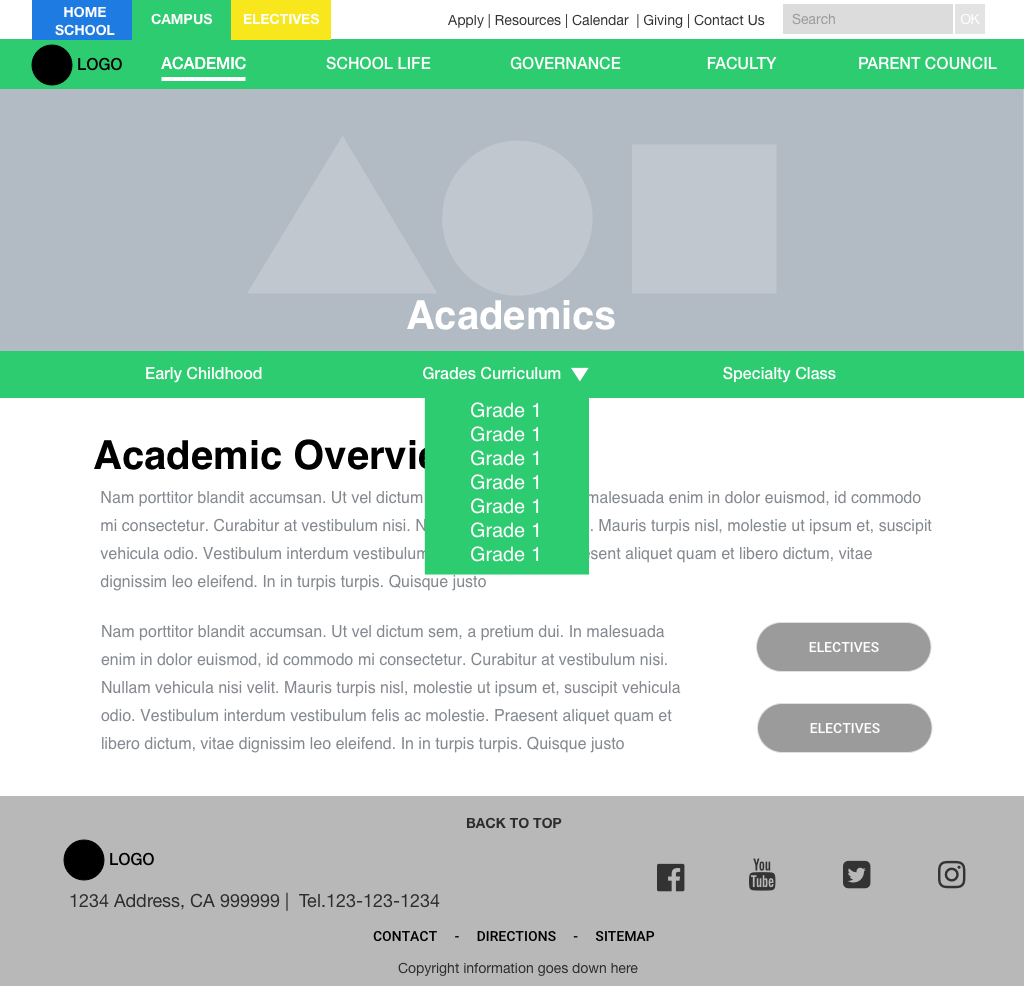 HOME
SCHOOL
CAMPUS
ELECTIVES
Apply | Resources | Calendar | Giving | Contact Us
Search
OK
LOGO
ACADEMIC
SCHOOL LIFE
GOVERNANCE
FACULTY
PARENT COUNCIL
Academics
Early Childhood
Grades Curriculum
Specialty Class
Grade 1
Grade 1
Grade 1
Grade 1
Grade 1
Grade 1
Grade 1
Academic
Nam porttitor blandit accumsan. Ut vel dictum malesuada enim in dolor euismod, id commodo
mi consectetur. Curabitur at vestibulum nisi. Mauris turpis nisl, molestie ut ipsum et, suscipit
vehicula odio. Vestibulum interdum vestibulum aliquet quam et libero dictum, vitae
dignissim leo eleifend. In in turpis turpis. Quisque justo
Nam porttitor blandit accumsan. Ut vel dictum sem, a pretium dui. In malesuada
enim in dolor euismod, id commodo mi consectetur. Curabitur at vestibulum nisi.
Nullam vehicula nisi velit. Mauris turpis nisl, molestie ut ipsum et, suscipit vehicula
odio. Vestibulum interdum vestibulum felis ac molestie. Praesent aliquet quam et
libero dictum, vitae dignissim leo eleifend. In in turpis turpis. Quisque justo
ELECTIVES
ELECTIVES
BACK TO TOP
LOGO
You
Tube
1234 Address, CA 999999 | Tel.123-123-1234
CONTACT - DIRECTIONS - SITEMAP
Copyright information goes down here